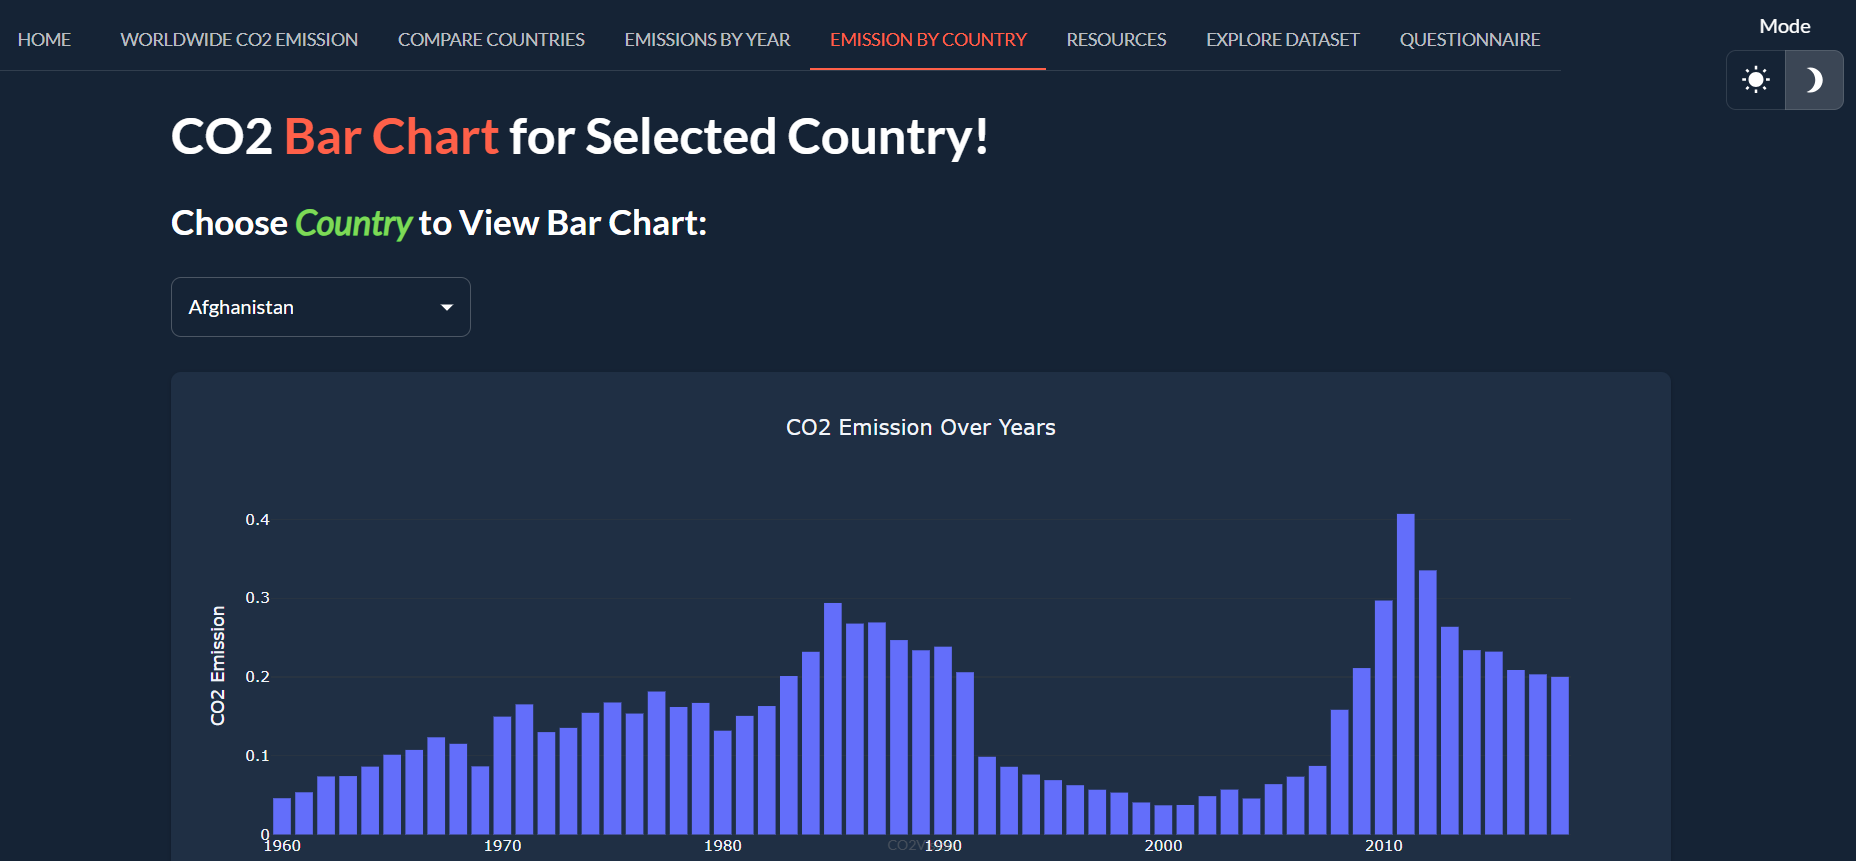 HOME WORLDWIDE CO2 EMISSION COMPARE COUNTRIES EMISSIONS BY YEAR EMISSION BY COUNTRY RESOURCES EXPLORE DATASET QUESTIONNAIRE
Mode
CO2 Bar Chart for Selected Country!
Choose Country to View Bar Chart:
Afghanistan
CO2 Emission Over Years
CO2 Emission
0.4
0.3
0.2
0.1
0
1960 1970 1980 1990 2000 2010